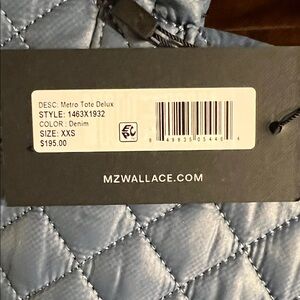 DESC: Metro Tote Delux
STYLE: 1463X1932
COLOR: Denim
SIZE: XXS
$195.00
MZWALLACE.COM